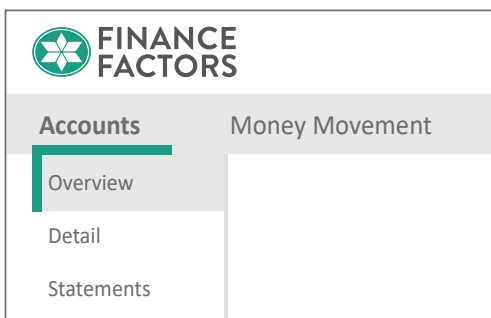 FINANCE
FACTORS
Accounts Money Movement
Overview
Detail
Statements